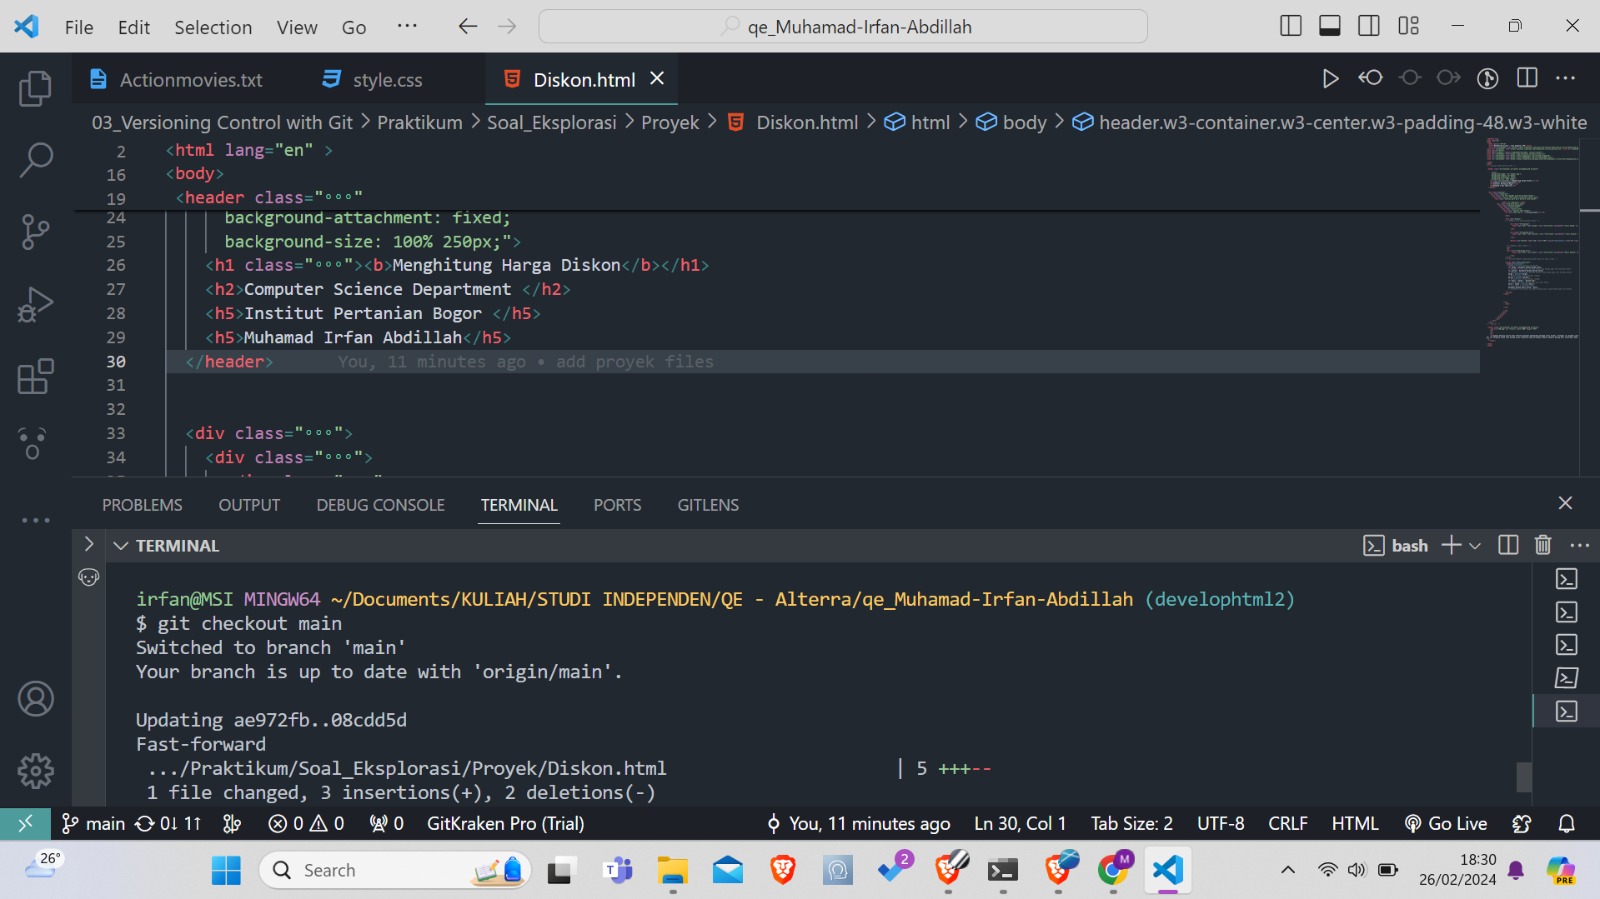 File Edit Selection View Go ··· qe_Muhamad-Irfan-Abdillah
Actionmovies.txt style.css Diskon.html
03_Versioning Control with Git > Praktikum > Soal_Eksplorasi > Proyek > Diskon.html > html > body > header.w3-container.w3-center.w3-padding-48.w3-white
2 <html lang="en" >
16 <body>
19 <header class="∘∘∘"
24 background-attachment: fixed;
25 background-size: 100% 250px;">
26 <h1 class="∘∘∘"><b>Menghitung Harga Diskon</b></h1>
27 <h2>Computer Science Department </h2>
28 <h5>Institut Pertanian Bogor </h5>
29 <h5>Muhamad Irfan Abdillah</h5>
30 </header> You, 11 minutes ago • add proyek files
31
32
33 <div class="∘∘∘">
34 <div class="∘∘∘">
PROBLEMS OUTPUT DEBUG CONSOLE TERMINAL PORTS GITLENS
TERMINAL bash
irfan@MSI MINGW64 ~/Documents/KULIAH/STUDI INDEPENDEN/QE - Alterra/qe_Muhamad-Irfan-Abdillah (develophtml2)
$ git checkout main
Switched to branch 'main'
Your branch is up to date with 'origin/main'.
Updating ae972fb..08cdd5d
Fast-forward
.../Praktikum/Soal_Eksplorasi/Proyek/Diskon.html | 5 +++--
1 file changed, 3 insertions(+), 2 deletions(-)
main 0↓ 1↑ 0 0 0 GitKraken Pro (Trial) You, 11 minutes ago Ln 30, Col 1 Tab Size: 2 UTF-8 CRLF HTML Go Live
26° Search 2 M 18:30
26/02/2024 PRE